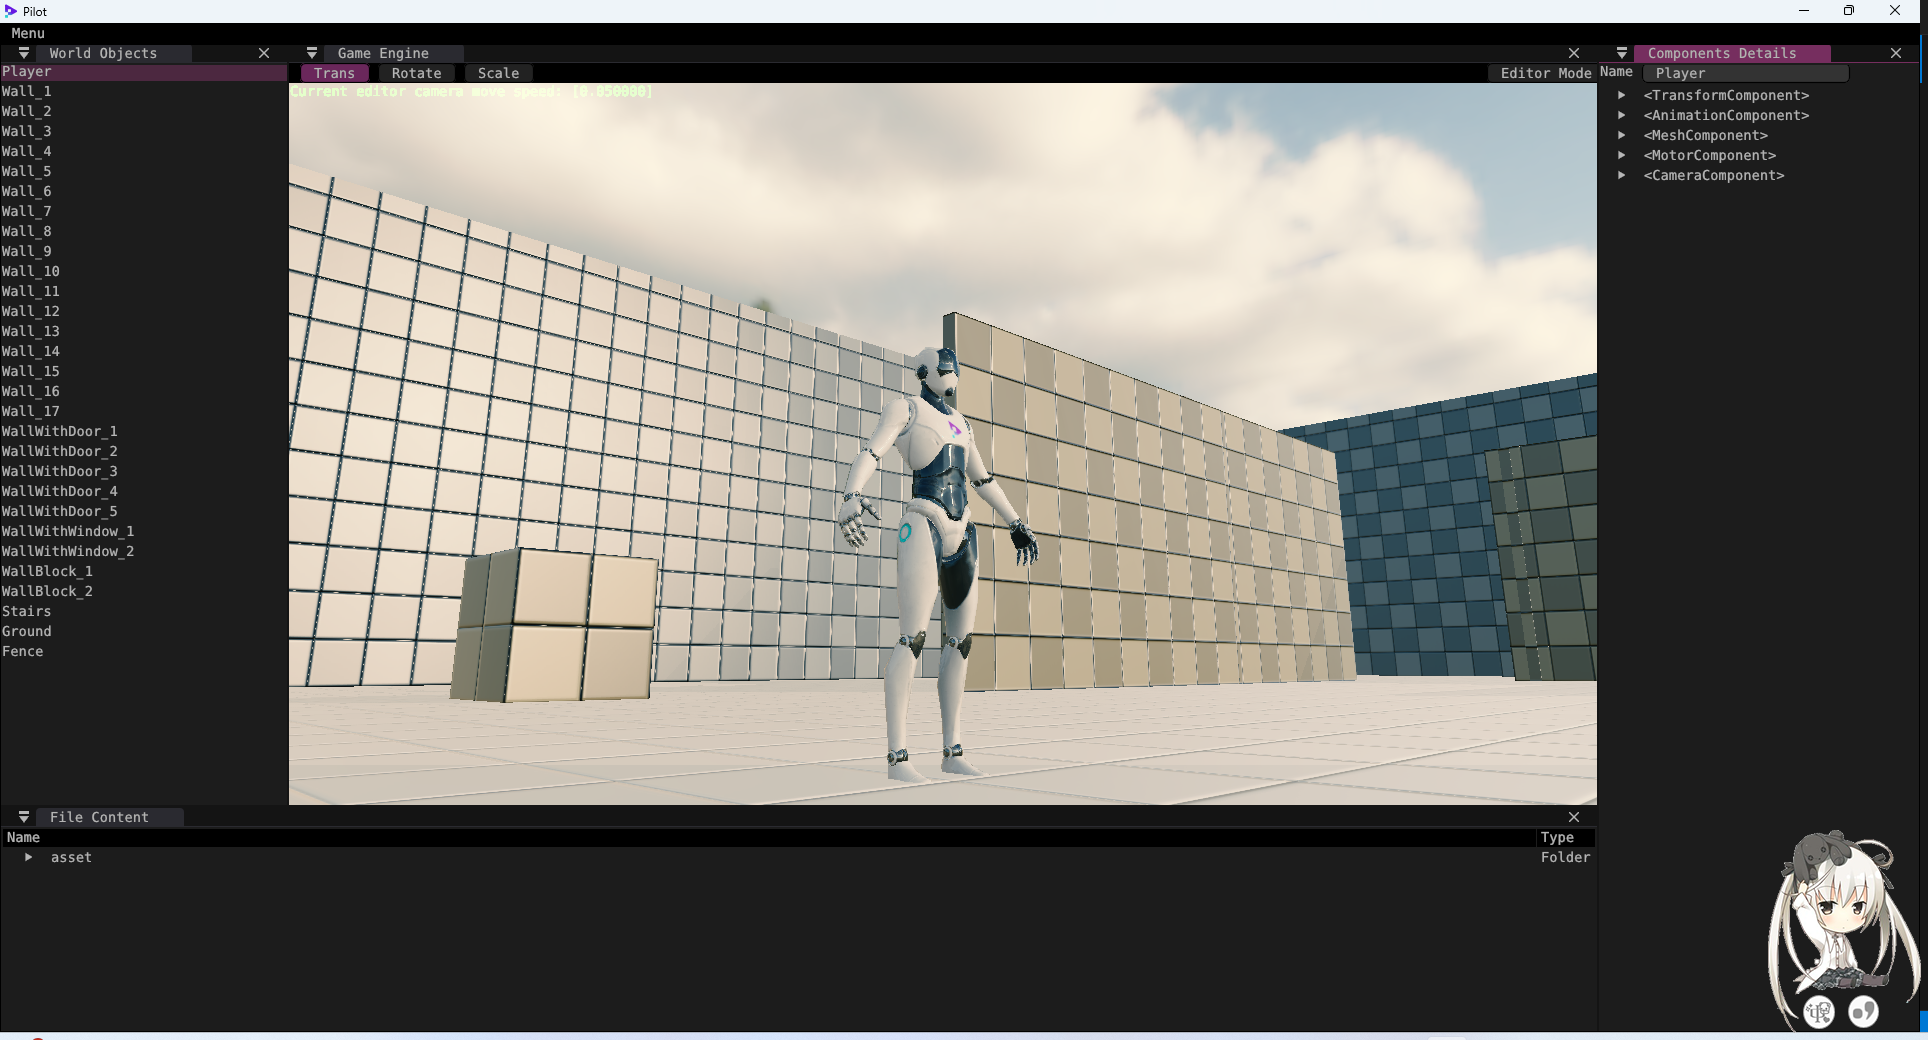 Pilot
Menu
World Objects
Game Engine
Components Details
Trans Rotate Scale Editor Mode
Current editor camera move speed: [0.050000]
Player
Wall_1
Wall_2
Wall_3
Wall_4
Wall_5
Wall_6
Wall_7
Wall_8
Wall_9
Wall_10
Wall_11
Wall_12
Wall_13
Wall_14
Wall_15
Wall_16
Wall_17
WallWithDoor_1
WallWithDoor_2
WallWithDoor_3
WallWithDoor_4
WallWithDoor_5
WallWithWindow_1
WallWithWindow_2
WallBlock_1
WallBlock_2
Stairs
Ground
Fence
Name Player
<TransformComponent>
<AnimationComponent>
<MeshComponent>
<MotorComponent>
<CameraComponent>
File Content
Name Type
asset Folder